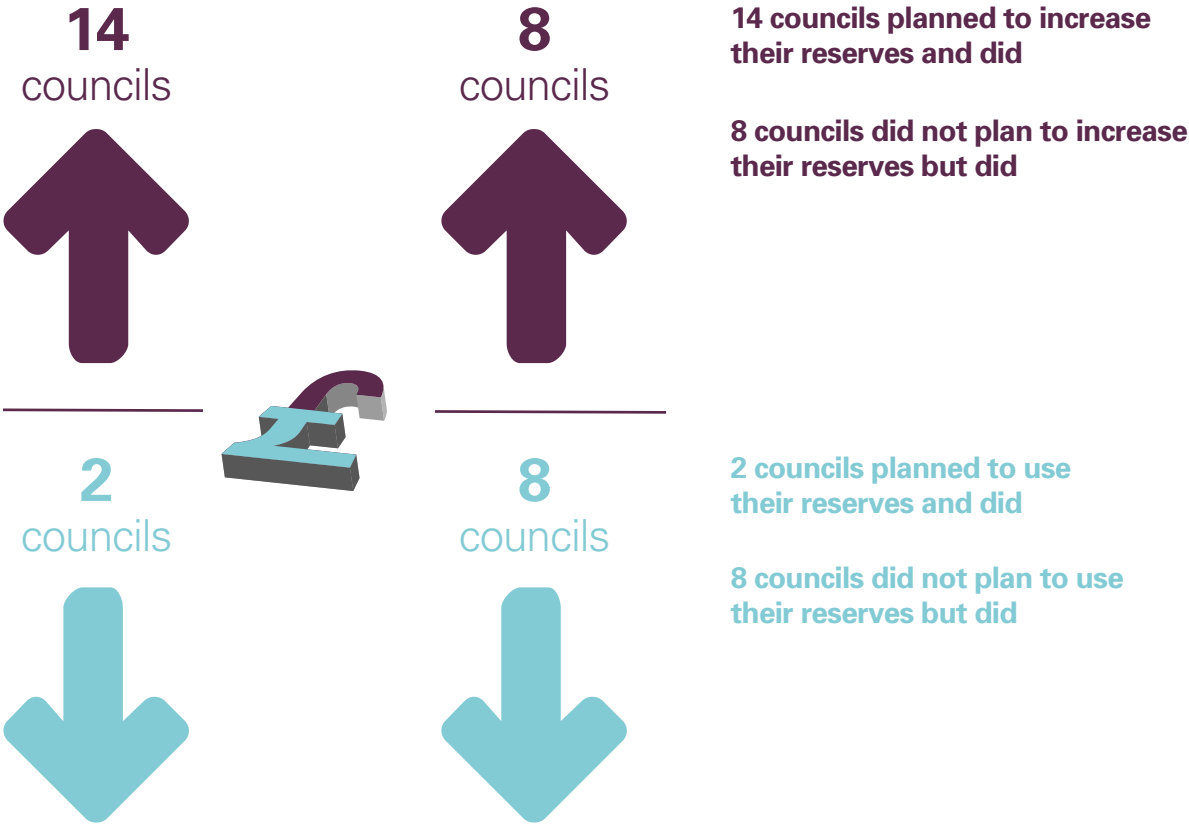 14
councils
8
councils
14 councils planned to increase
their reserves and did
8 councils did not plan to increase
their reserves but did
£
2
councils
8
councils
2 councils planned to use
their reserves and did
8 councils did not plan to use
their reserves but did